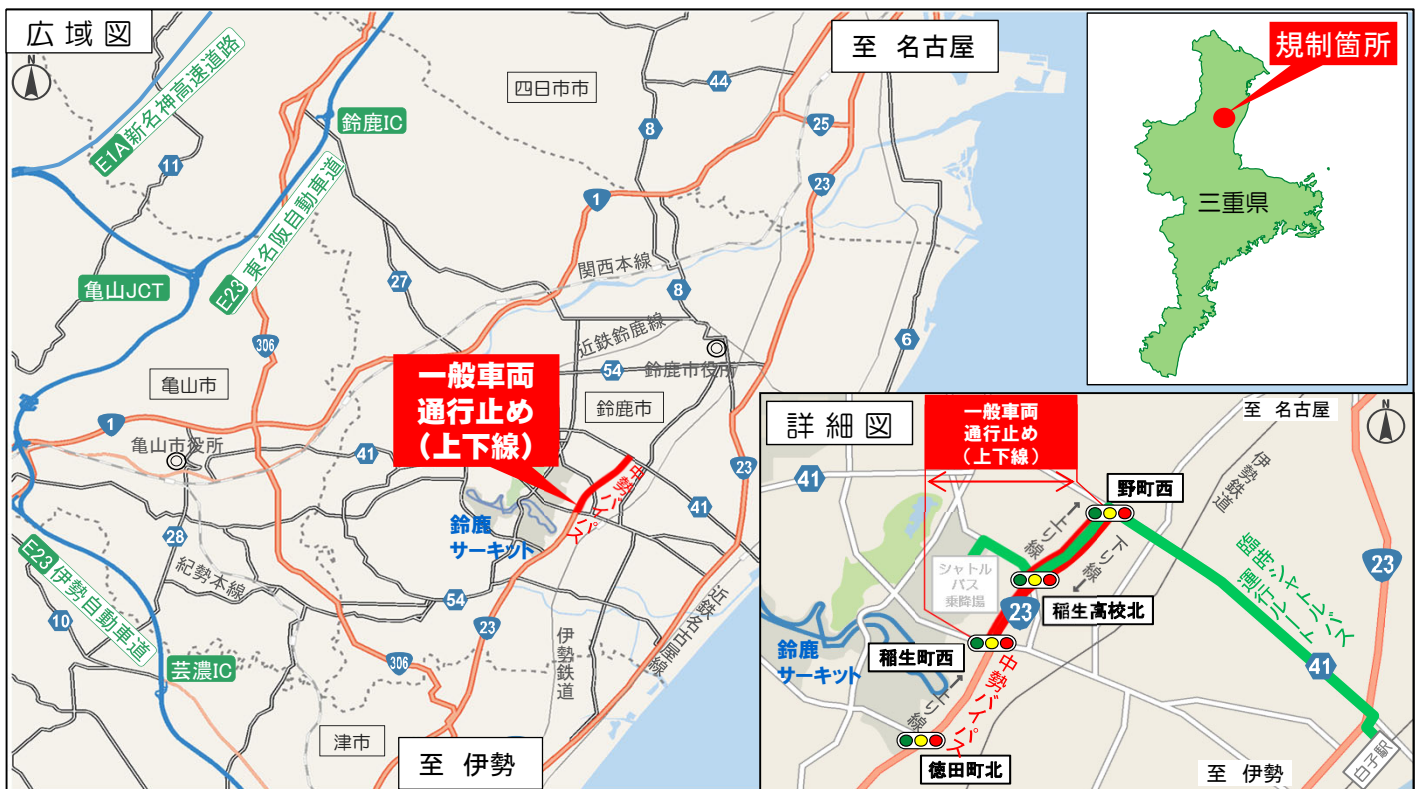 広域図
N
E1A 新名神高速道路
11
鈴鹿IC
E23 東名阪自動車道
四日市市
44
至 名古屋
8
25
23
1
関西本線
27
8
亀山JCT
306
近鉄鈴鹿線
54
鈴鹿市役所
6
亀山市
一般車両
通行止め
(上下線)
鈴鹿市
1
亀山市役所
41
23
中勢バイパス
41
鈴鹿
サーキット
28
E23 伊勢自動車道
紀勢本線
10
54
23
伊勢鉄道
近鉄名古屋線
306
芸濃IC
津市
至 伊勢
規制箇所
三重県
詳細図
一般車両
通行止め
(上下線)
至 名古屋
N
41
野町西
伊勢鉄道
上り線
下り線
シャトル
バス
乗降場
23
稲生高校北
臨時シャトルバス
運行ルート
23
稲生町西
鈴鹿
サーキット
中勢バイパス
上り線
41
徳田町北
白子駅
至 伊勢